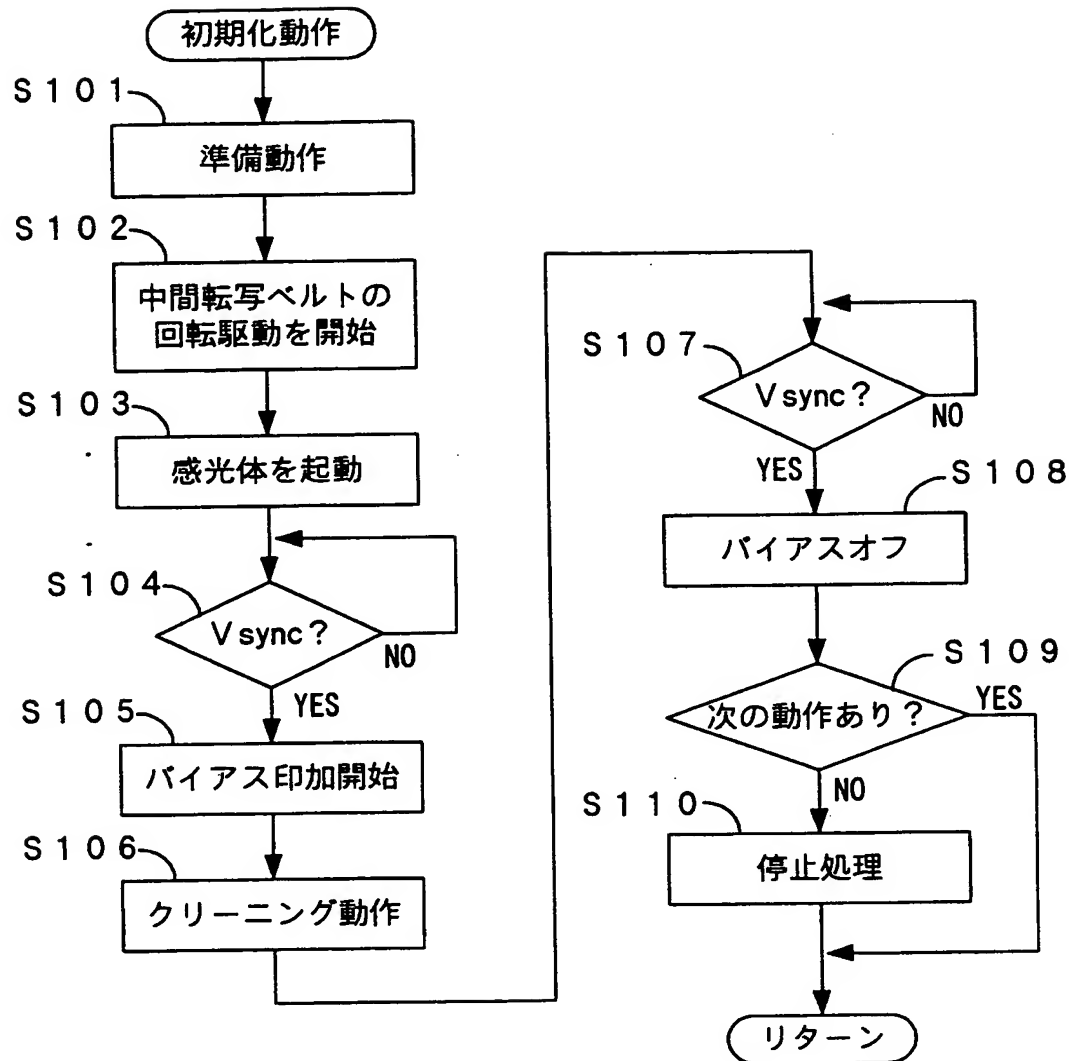 初期化動作
S101
準備動作
S102
中間転写ベルトの
回転駆動を開始
S103
感光体を起動
S104
Vsync?
NO
YES
S105
バイアス印加開始
S106
クリーニング動作
S107
Vsync?
NO
YES
S108
バイアスオフ
S109
次の動作あり?
YES
NO
S110
停止処理
リターン